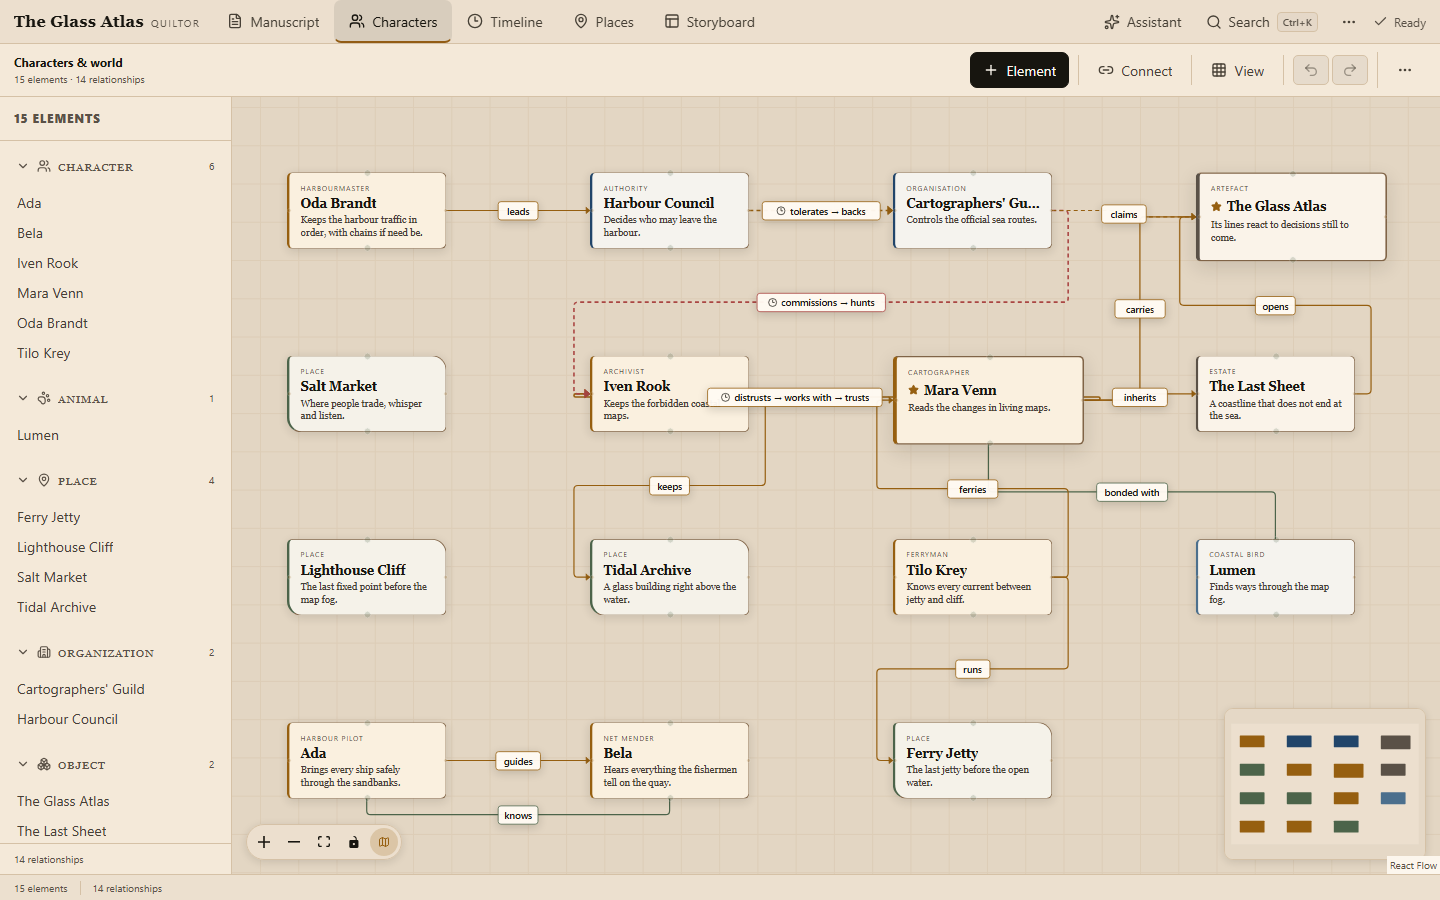 The Glass Atlas QUILTOR
Manuscript
Characters
Timeline
Places
Storyboard
Assistant
Search Ctrl+K
Ready
Characters & world
15 elements · 14 relationships
Element
Connect
View
15 ELEMENTS
CHARACTER 6
Ada
Bela
Iven Rook
Mara Venn
Oda Brandt
Tilo Krey
ANIMAL 1
Lumen
PLACE 4
Ferry Jetty
Lighthouse Cliff
Salt Market
Tidal Archive
ORGANIZATION 2
Cartographers' Guild
Harbour Council
OBJECT 2
The Glass Atlas
The Last Sheet
14 relationships
15 elements
14 relationships
HARBOURMASTER
Oda Brandt
Keeps the harbour traffic in
order, with chains if need be.
leads
AUTHORITY
Harbour Council
Decides who may leave the
harbour.
tolerates → backs
ORGANISATION
Cartographers' Gu...
Controls the official sea routes.
claims
ARTEFACT
The Glass Atlas
Its lines react to decisions still to
come.
commissions → hunts
carries
opens
PLACE
Salt Market
Where people trade, whisper
and listen.
ARCHIVIST
Iven Rook
Keeps the forbidden coas
maps.
distrusts → works with → trusts
CARTOGRAPHER
Mara Venn
Reads the changes in living maps.
inherits
ESTATE
The Last Sheet
A coastline that does not end at
the sea.
keeps
ferries
bonded with
PLACE
Lighthouse Cliff
The last fixed point before the
map fog.
PLACE
Tidal Archive
A glass building right above the
water.
FERRYMAN
Tilo Krey
Knows every current between
jetty and cliff.
COASTAL BIRD
Lumen
Finds ways through the map
fog.
runs
HARBOUR PILOT
Ada
Brings every ship safely
through the sandbanks.
guides
NET MENDER
Bela
Hears everything the fishermen
tell on the quay.
knows
PLACE
Ferry Jetty
The last jetty before the open
water.
React Flow